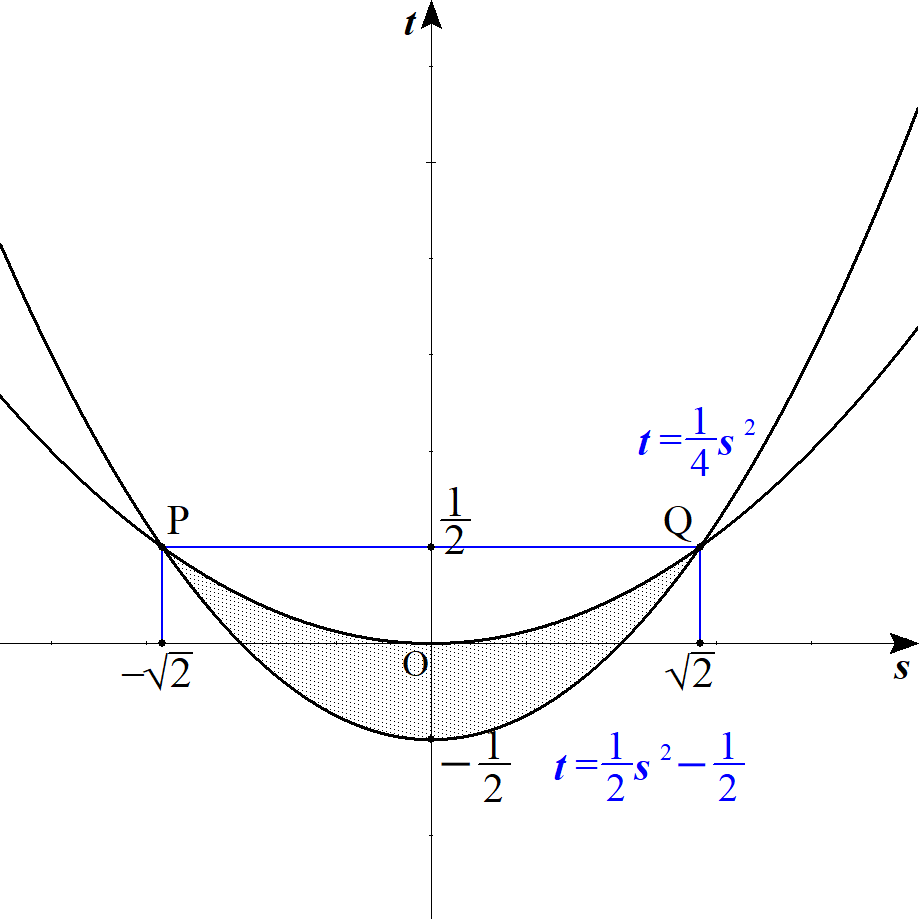 t
t = 1/4 s²
P
1/2
Q
O
−√2
√2
s
−1/2
t = 1/2 s² − 1/2